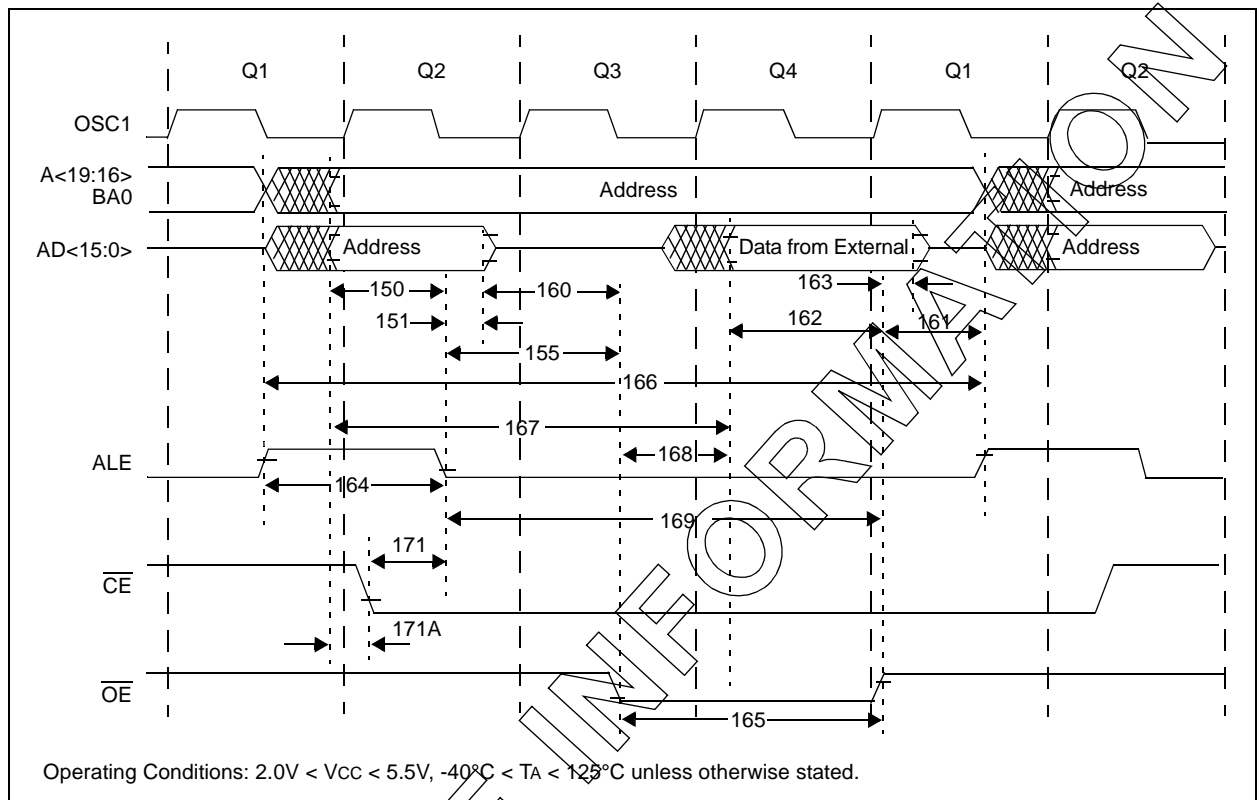 Q1 Q2 Q3 Q4 Q1 Q2
OSC1
A<19:16>
BA0
Address Address
AD<15:0>
Address Data from External Address
150 160 163
151 162 161
155
166
167
168
ALE
164
169
171
CE
171A
OE
165
Operating Conditions: 2.0V < VCC < 5.5V, -40°C < TA < 125°C unless otherwise stated.
INFORMATION